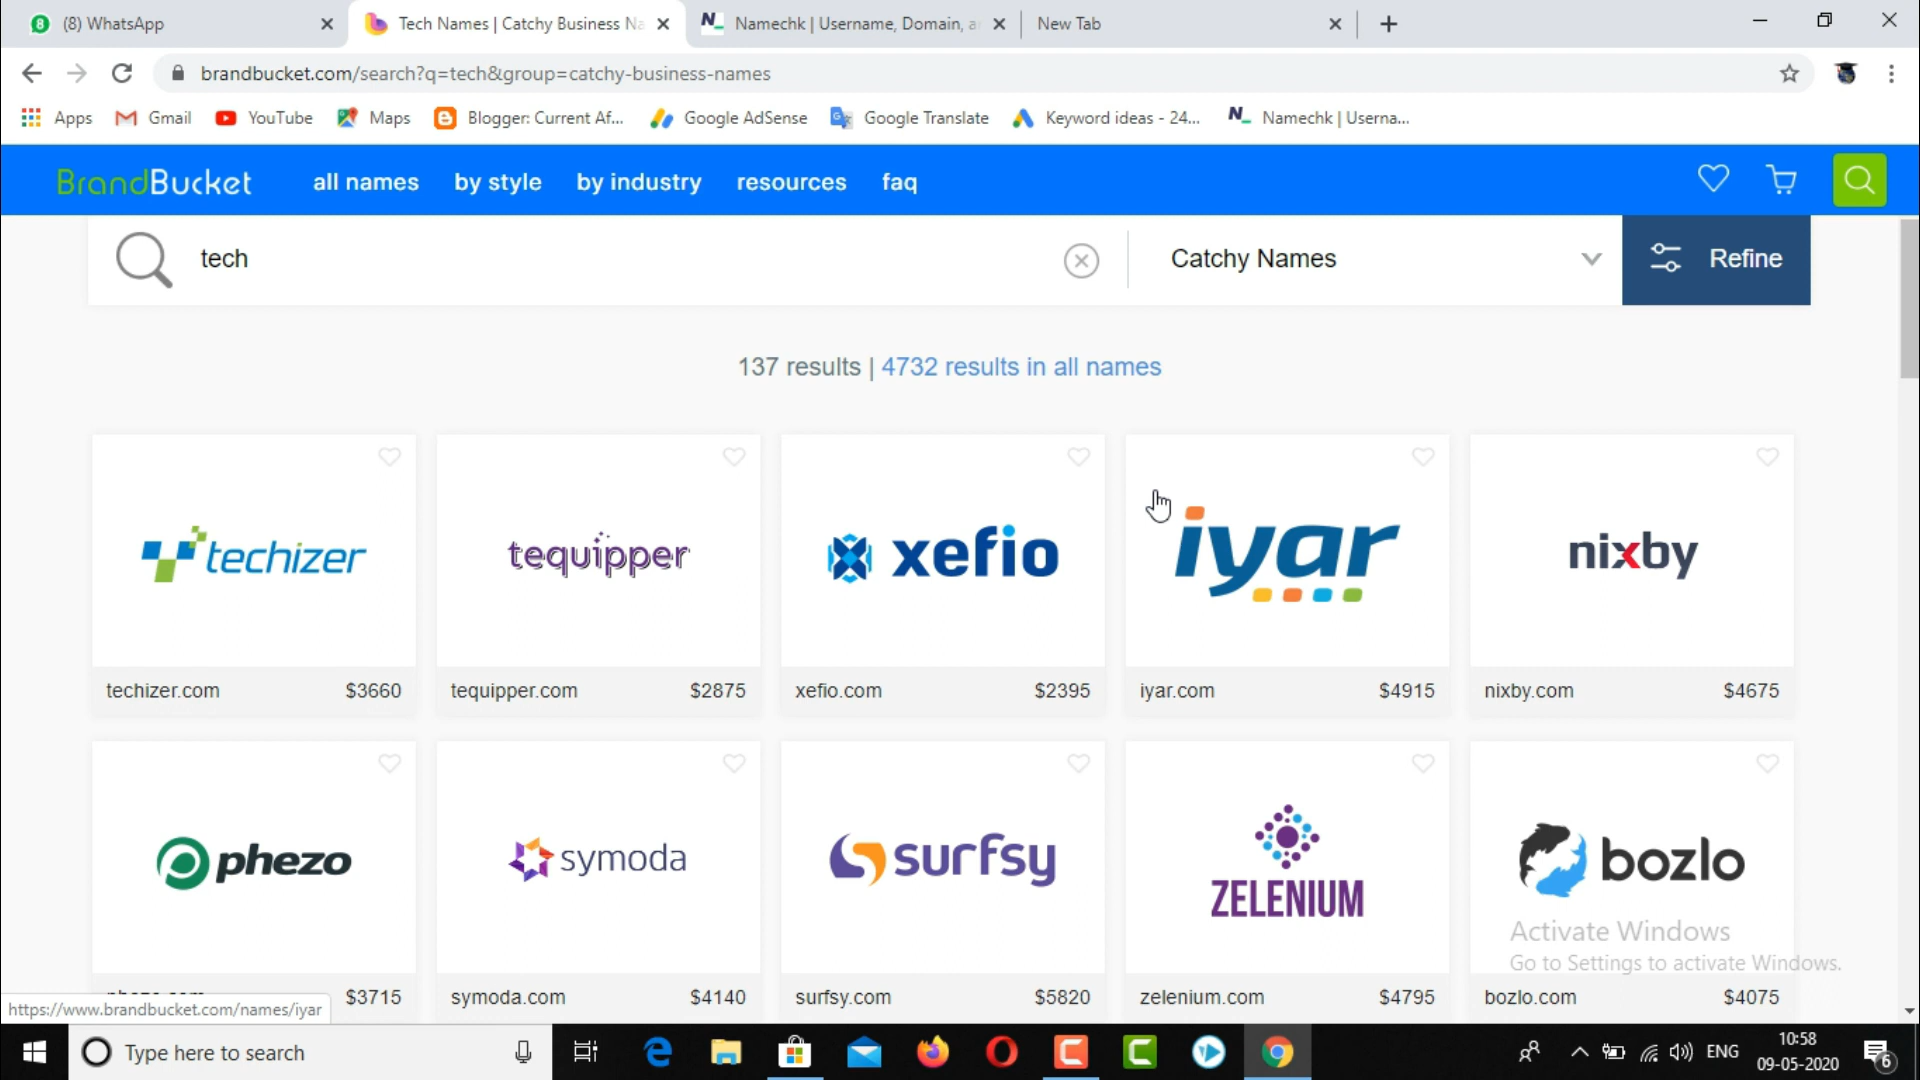 (8) WhatsApp
Tech Names | Catchy Business Na
Namechk | Username, Domain, a
New Tab
brandbucket.com/search?q=tech&group=catchy-business-names
Apps
Gmail
YouTube
Maps
Blogger: Current Af...
Google AdSense
Google Translate
Keyword ideas - 24...
Namechk | Userna...
BrandBucket
all names
by style
by industry
resources
faq
tech
Catchy Names
Refine
137 results | 4732 results in all names
techizer
tequipper
xefio
iyar
nixby
techizer.com $3660
tequipper.com $2875
xefio.com $2395
iyar.com $4915
nixby.com $4675
phezo
symoda
surfsy
ZELENIUM
bozlo
Activate Windows
Go to Settings to activate Windows.
$3715
symoda.com $4140
surfsy.com $5820
zelenium.com $4795
bozlo.com $4075
https://www.brandbucket.com/names/iyar
Type here to search
ENG
10:58
09-05-2020
6